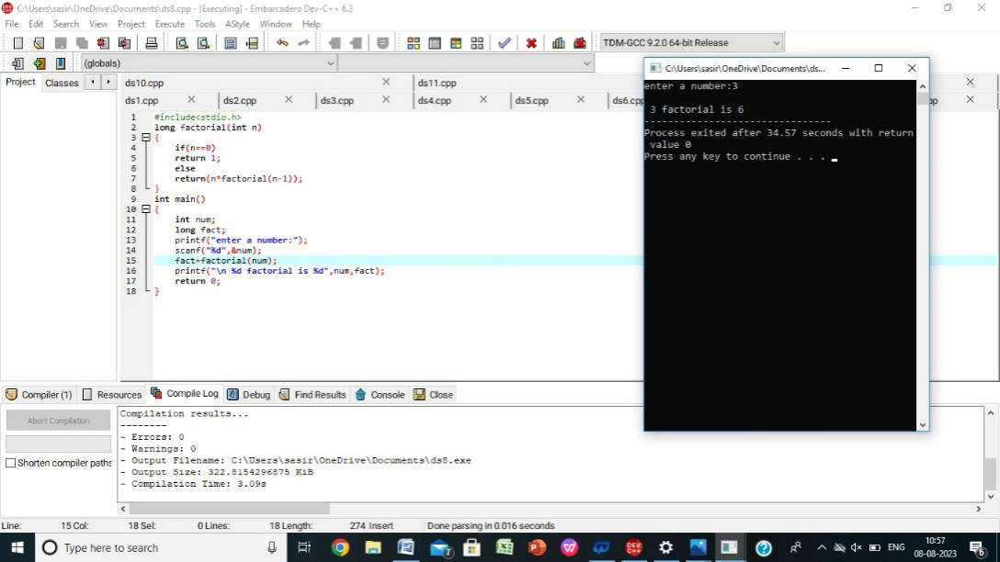 C:\Users\sasir\OneDrive\Documents\ds8.cpp - [Executing] - Embarcadero Dev-C++ 6.3
File Edit Search View Project Execute Tools AStyle Window Help
TDM-GCC 9.2.0 64-bit Release
(globals)
Project Classes
ds10.cpp ds11.cpp
ds1.cpp ds2.cpp ds3.cpp ds4.cpp ds5.cpp ds6.cpp
1 #include<stdio.h>
2 long factorial(int n)
3 {
4 if(n==0)
5 return 1;
6 else
7 return(n*factorial(n-1));
8 }
9 int main()
10 {
11 int num;
12 long fact;
13 printf("enter a number:");
14 scanf("%d",&num);
15 fact=factorial(num);
16 printf("\n %d factorial is %d",num,fact);
17 return 0;
18 }
C:\Users\sasir\OneDrive\Documents\ds...
enter a number:3
3 factorial is 6
--------------------------------
Process exited after 34.57 seconds with return
value 0
Press any key to continue . . .
Compiler (1) Resources Compile Log Debug Find Results Console Close
Abort Compilation
Shorten compiler paths
Compilation results...
--------
- Errors: 0
- Warnings: 0
- Output Filename: C:\Users\sasir\OneDrive\Documents\ds8.exe
- Output Size: 322.8154296875 KiB
- Compilation Time: 3.09s
Line: 15 Col: 18 Sel: 0 Lines: 18 Length: 274 Insert Done parsing in 0.016 seconds
Type here to search
ENG
10:57
08-08-2023